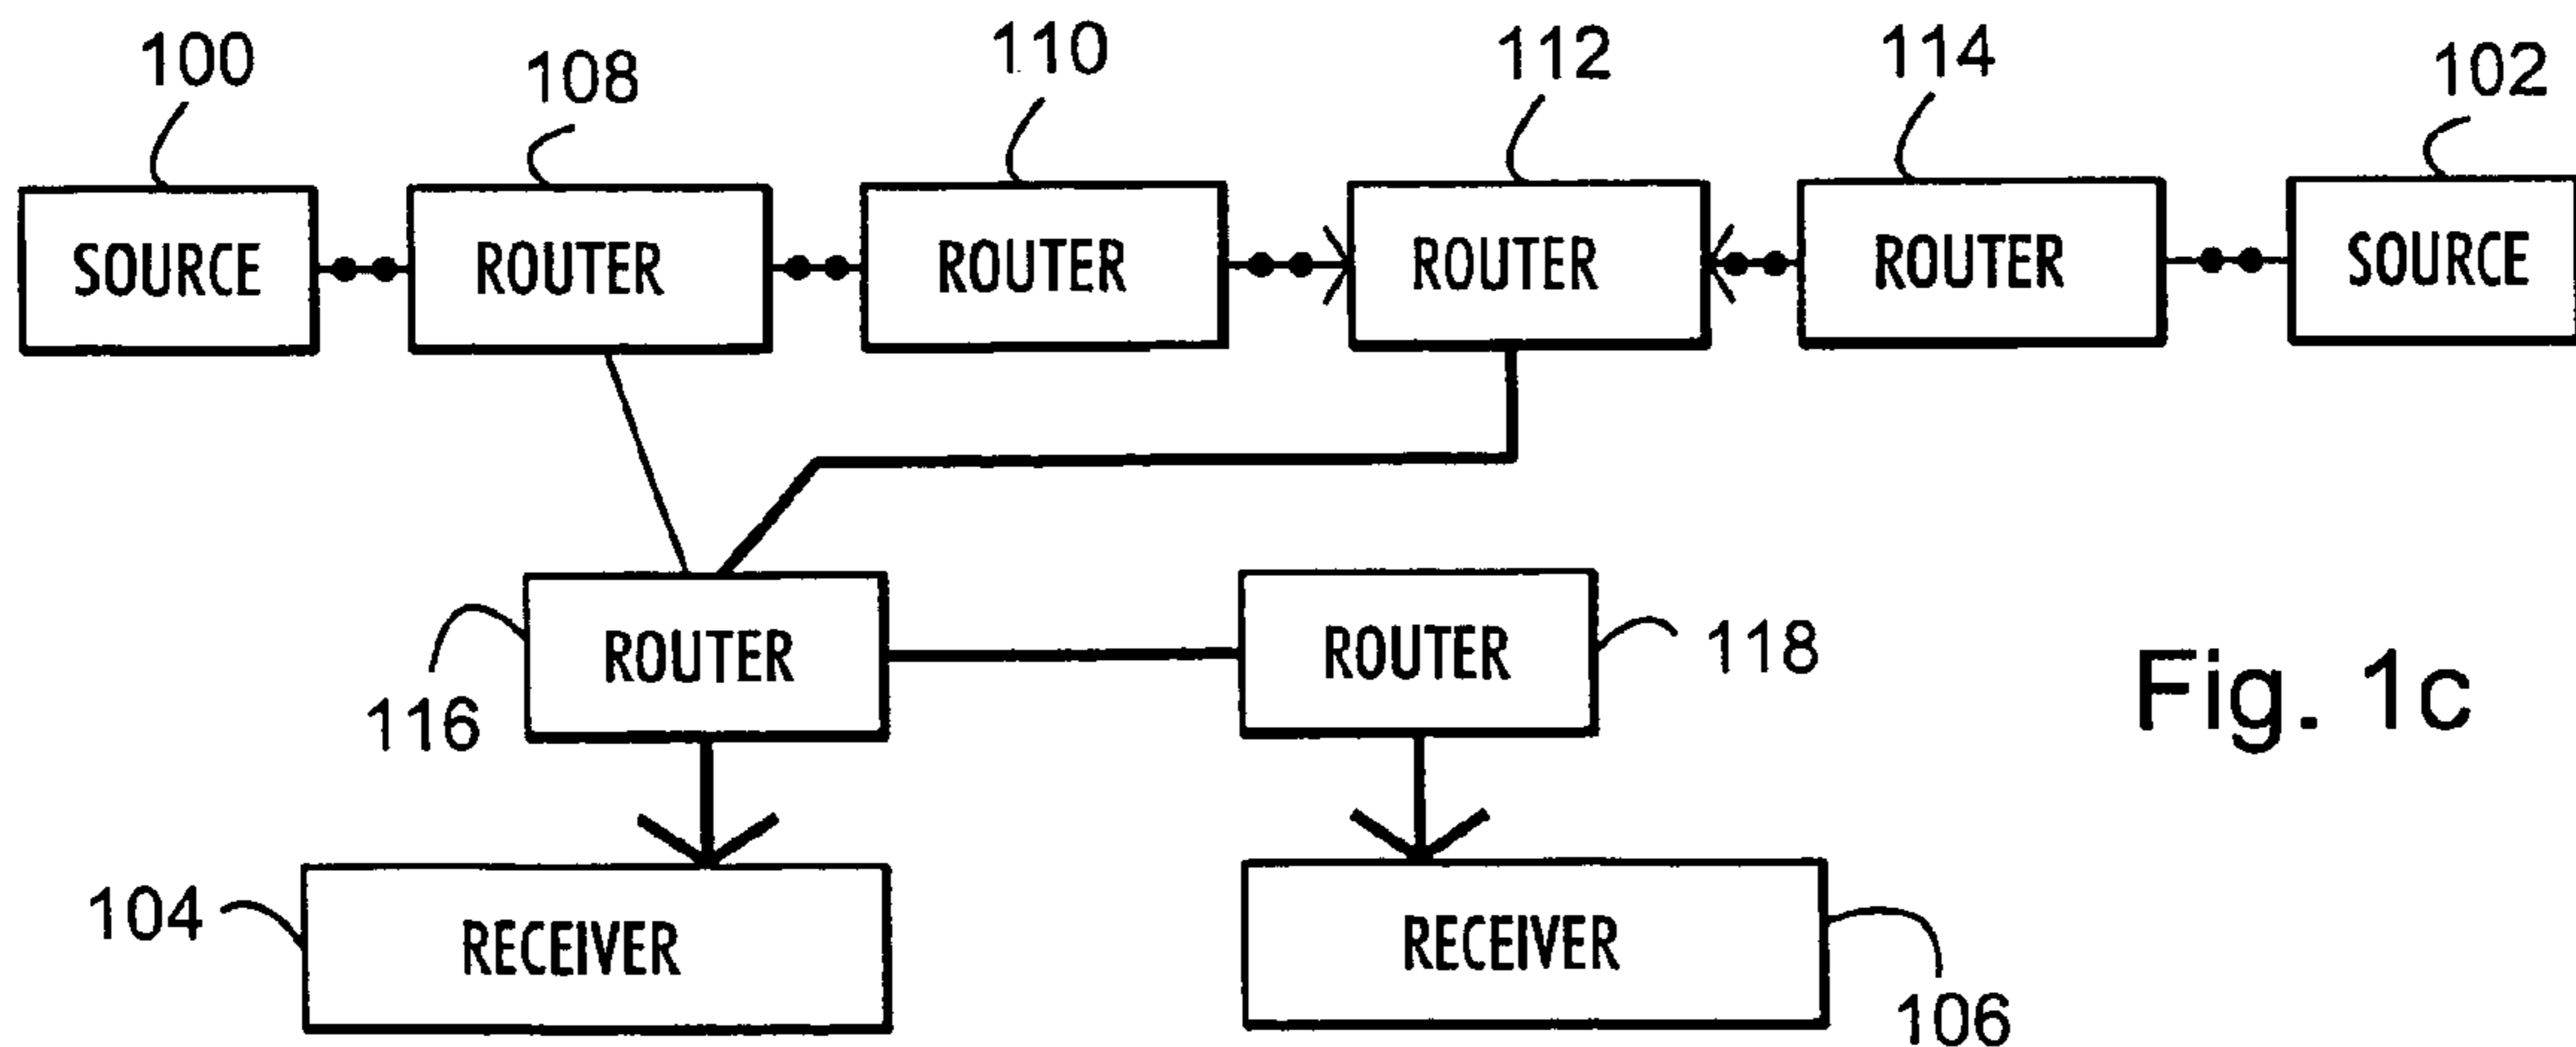 100
108
110
112
114
102
SOURCE
ROUTER
ROUTER
ROUTER
ROUTER
SOURCE
ROUTER
ROUTER
116
118
Fig. 1c
104
RECEIVER
RECEIVER
106